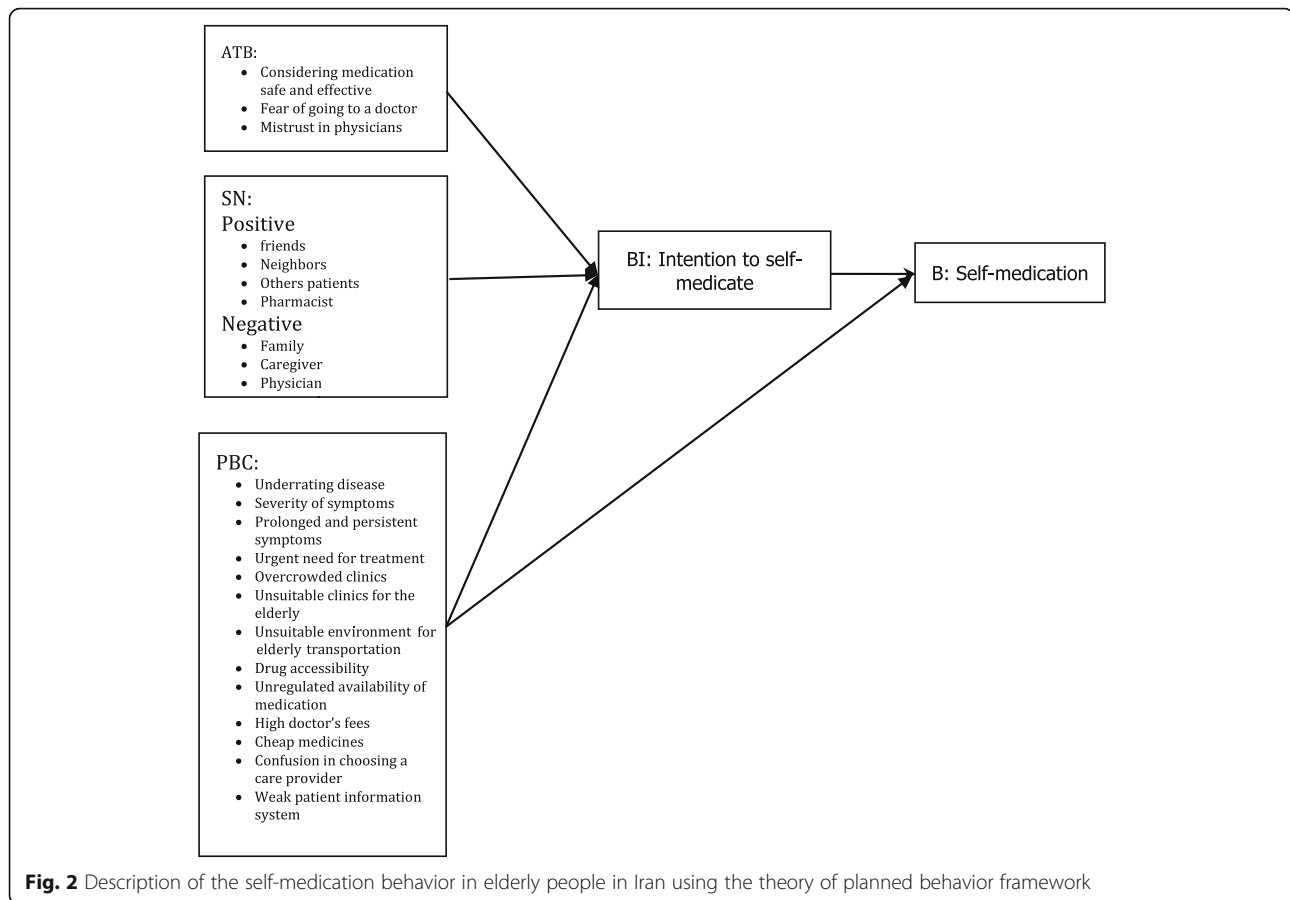 ATB:
• Considering medication
safe and effective
• Fear of going to a doctor
• Mistrust in physicians
SN:
Positive
• friends
• Neighbors
• Others patients
• Pharmacist
Negative
• Family
• Caregiver
• Physician
PBC:
• Underrating disease
• Severity of symptoms
• Prolonged and persistent
symptoms
• Urgent need for treatment
• Overcrowded clinics
• Unsuitable clinics for the
elderly
• Unsuitable environment for
elderly transportation
• Drug accessibility
• Unregulated availability of
medication
• High doctor's fees
• Cheap medicines
• Confusion in choosing a
care provider
• Weak patient information
system
BI: Intention to self-
medicate
B: Self-medication
Fig. 2 Description of the self-medication behavior in elderly people in Iran using the theory of planned behavior framework